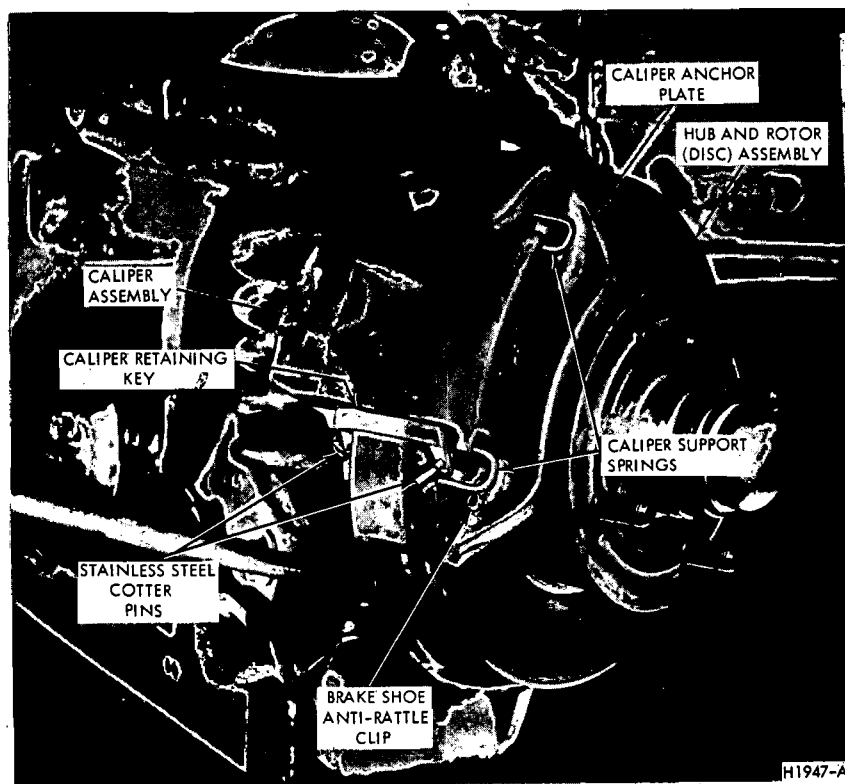 CALIPER ANCHOR
PLATE
HUB AND ROTOR
(DISC) ASSEMBLY
CALIPER
ASSEMBLY
CALIPER RETAINING
KEY
CALIPER SUPPORT
SPRINGS
STAINLESS STEEL
COTTER
PINS
BRAKE SHOE
ANTI-RATTLE
CLIP
H1947-A